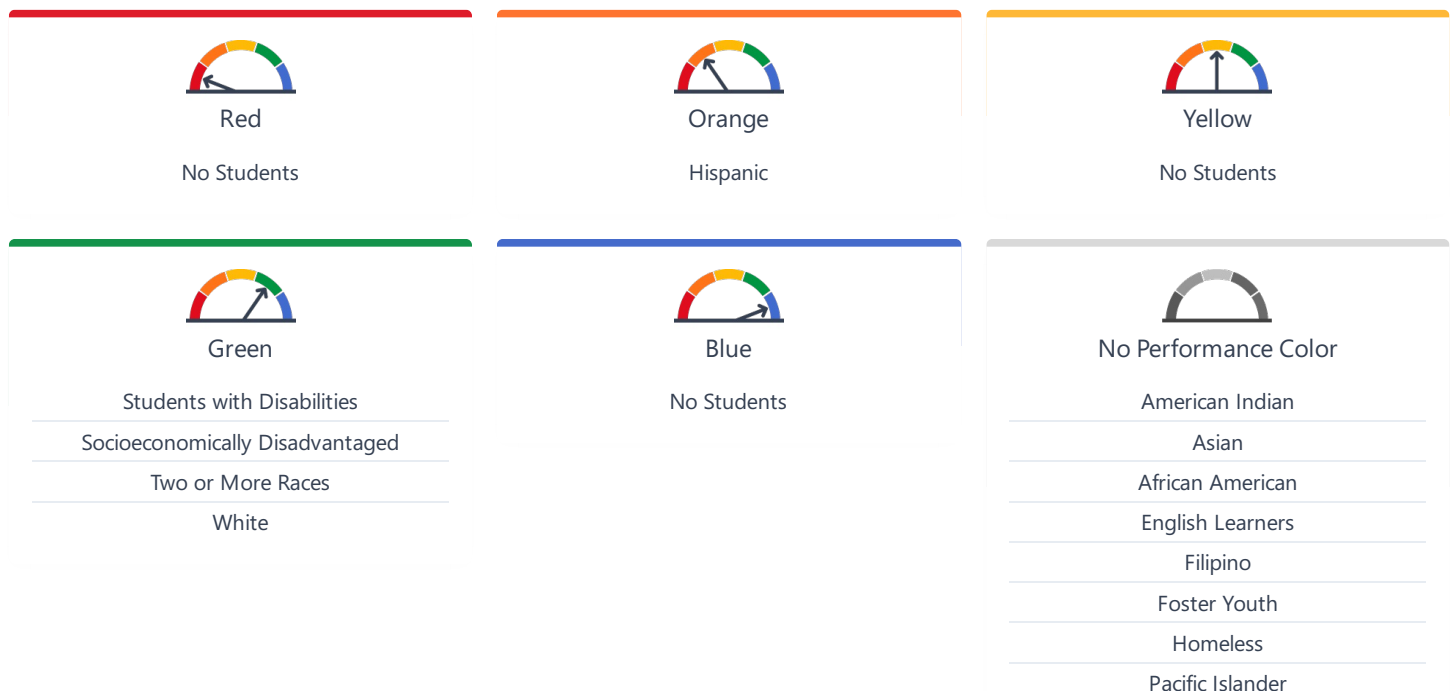 Red
No Students
Orange
Hispanic
Yellow
No Students
Green
Students with Disabilities
Socioeconomically Disadvantaged
Two or More Races
White
Blue
No Students
No Performance Color
American Indian
Asian
African American
English Learners
Filipino
Foster Youth
Homeless
Pacific Islander